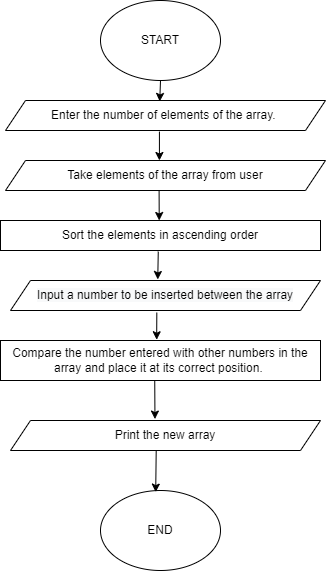 START
Enter the number of elements of the array.
Take elements of the array from user
Sort the elements in ascending order
Input a number to be inserted between the array
Compare the number entered with other numbers in the
array and place it at its correct position.
Print the new array
END